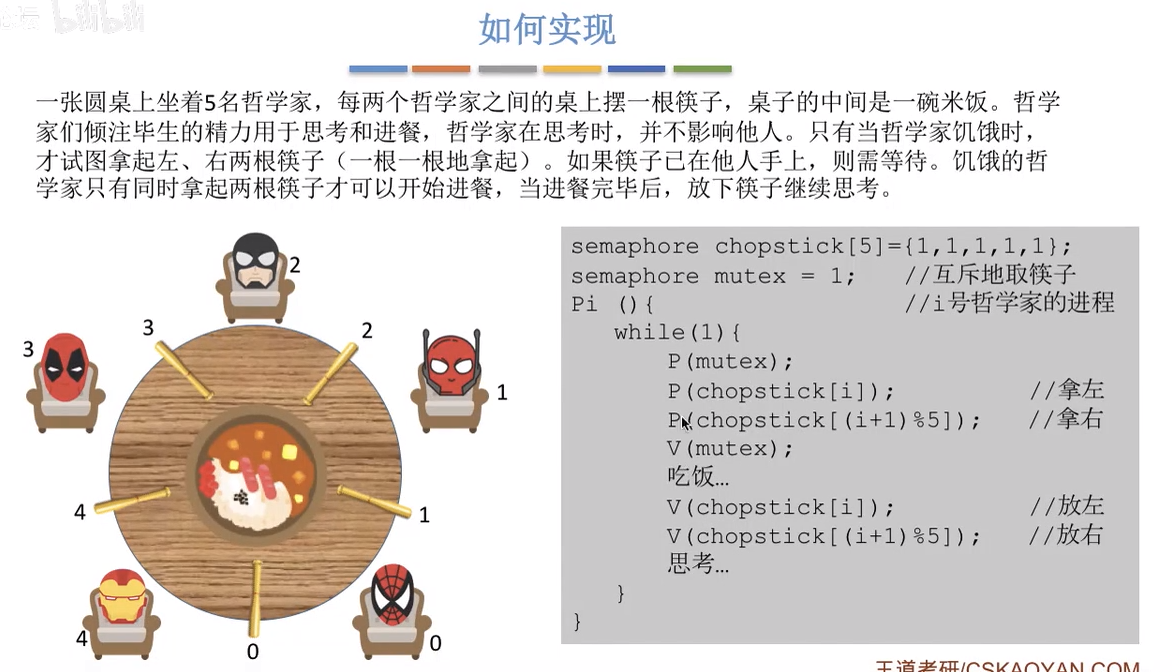 bilibili
如何实现
一张圆桌上坐着5名哲学家，每两个哲学家之间的桌上摆一根筷子，桌子的中间是一碗米饭。哲学
家们倾注毕生的精力用于思考和进餐，哲学家在思考时，并不影响他人。只有当哲学家饥饿时，
才试图拿起左、右两根筷子（一根一根地拿起）。如果筷子已在他人手上，则需等待。饥饿的哲
学家只有同时拿起两根筷子才可以开始进餐，当进餐完毕后，放下筷子继续思考。
2
3
2
3
1
4
1
4
0
0
semaphore chopstick[5]={1,1,1,1,1};
semaphore mutex = 1; //互斥地取筷子
Pi (){ //i号哲学家的进程
while(1){
P(mutex);
P(chopstick[i]); //拿左
P(chopstick[(i+1)%5]); //拿右
V(mutex);
吃饭…
V(chopstick[i]); //放左
V(chopstick[(i+1)%5]); //放右
思考…
}
}
王道考研/CSKAOYAN.COM